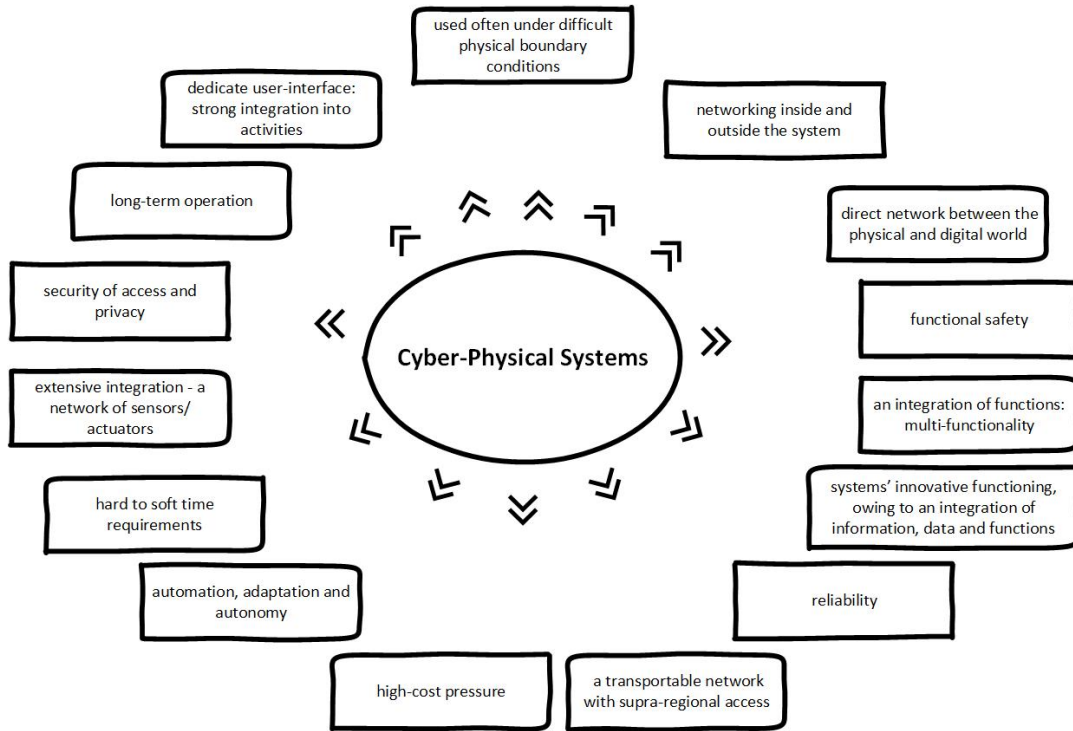 used often under difficult
physical boundary
conditions
dedicate user-interface:
strong integration into
activities
networking inside and
outside the system
long-term operation
direct network between the
physical and digital world
security of access and
privacy
functional safety
Cyber-Physical Systems
extensive integration - a
network of sensors/
actuators
an integration of functions:
multi-functionality
hard to soft time
requirements
systems’ innovative functioning,
owing to an integration of
information, data and functions
automation, adaptation and
autonomy
reliability
high-cost pressure
a transportable network
with supra-regional access